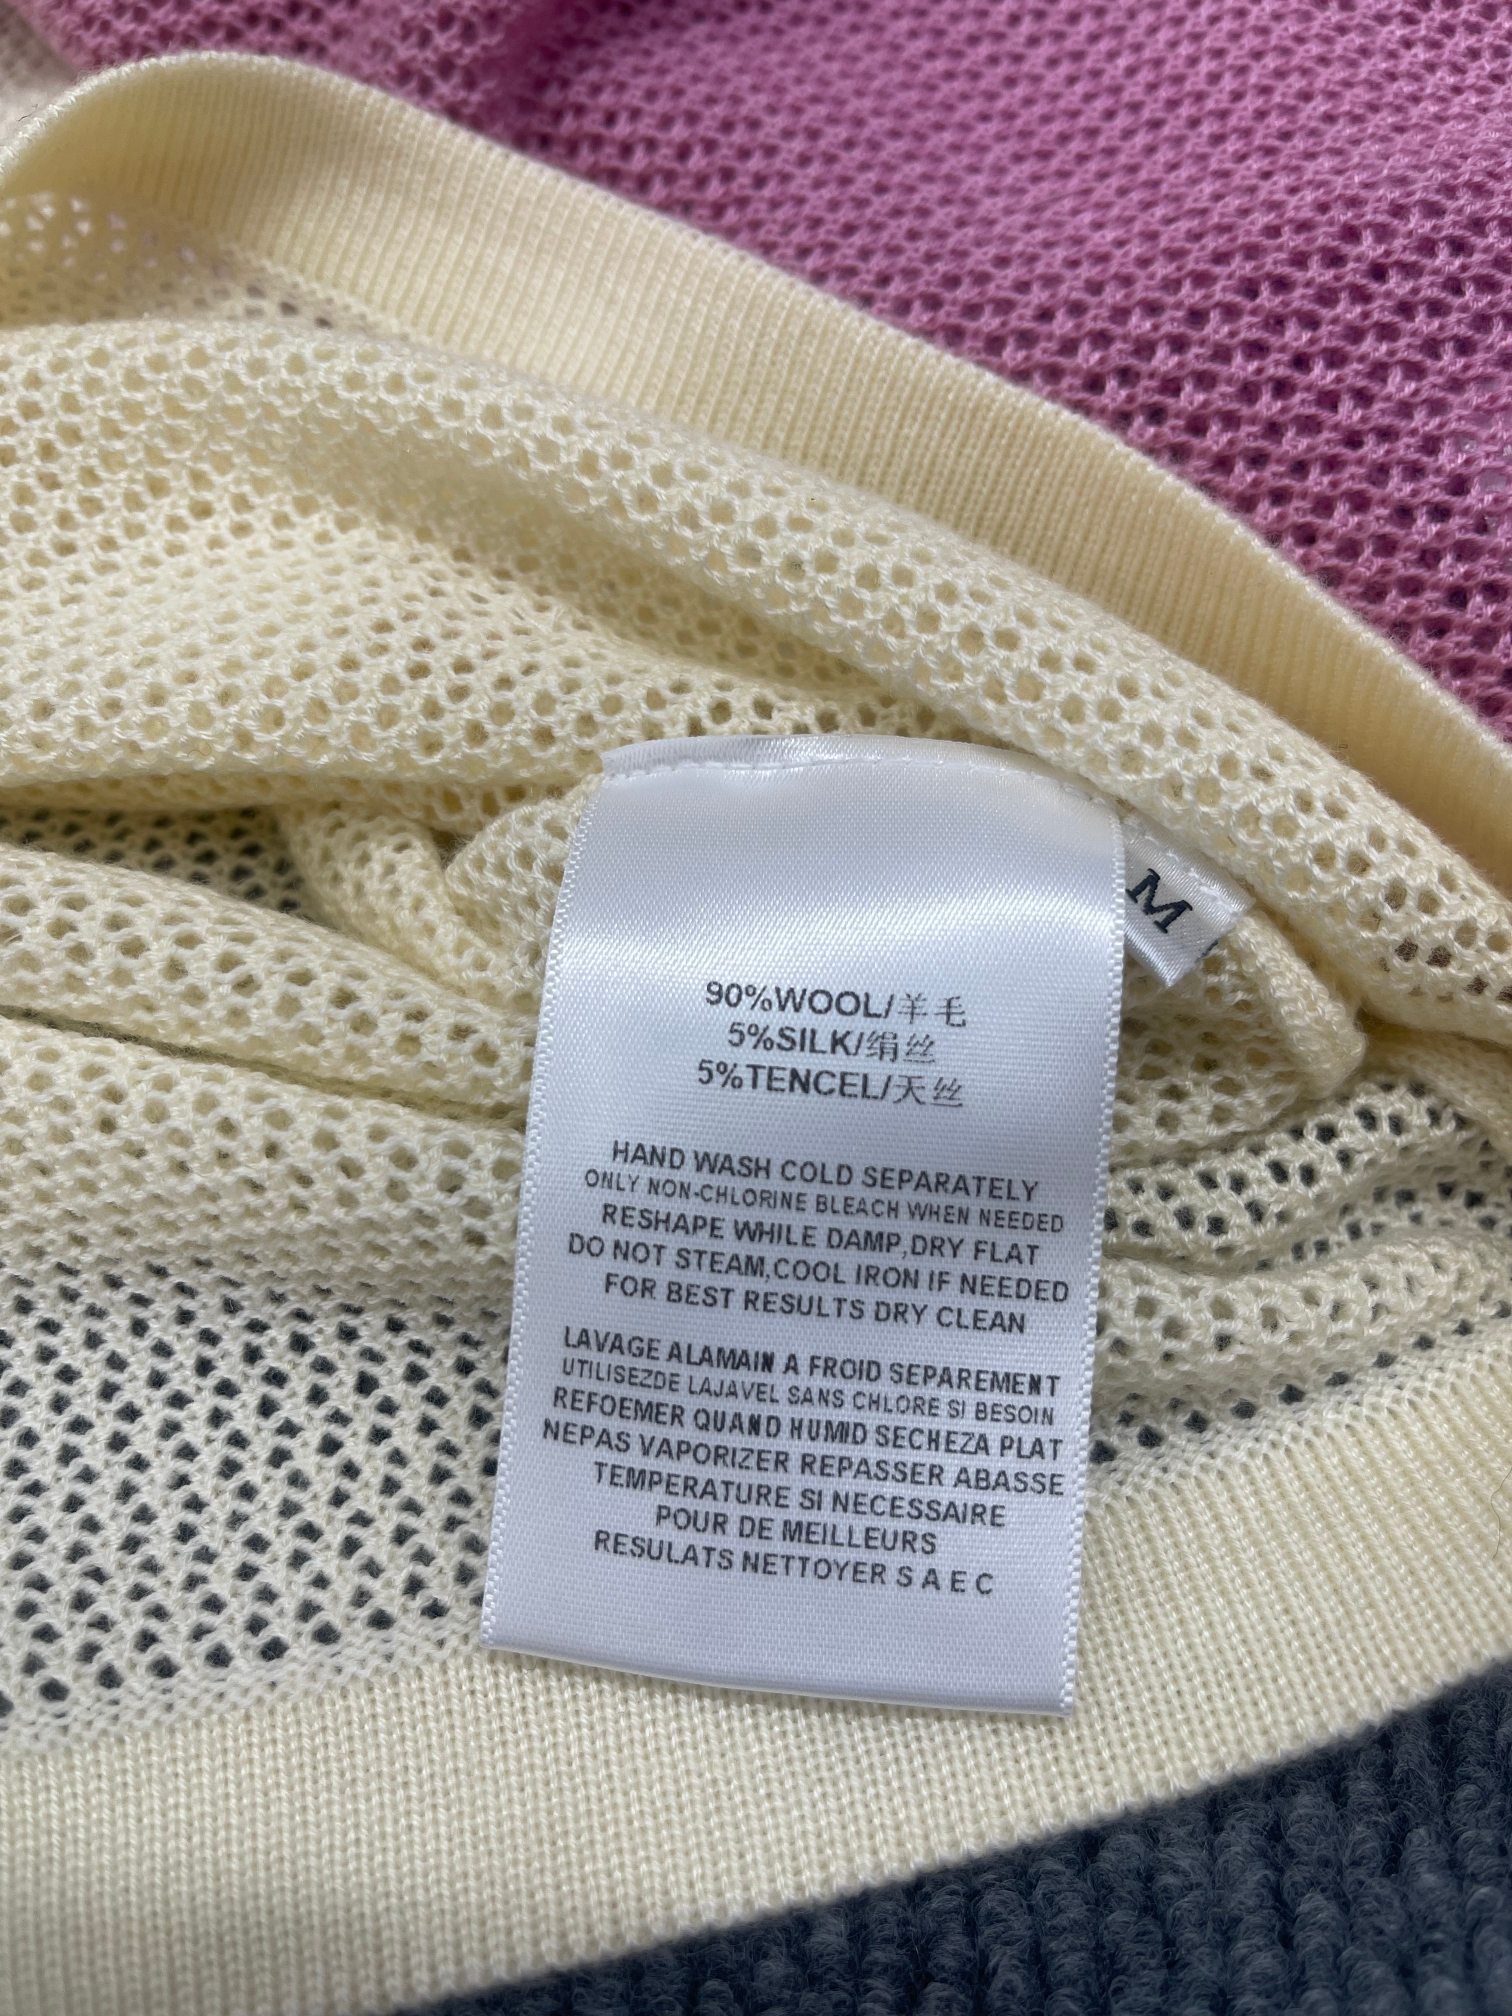 M
90%WOOL/羊毛
5%SILK/绢丝
5%TENCEL/天丝
HAND WASH COLD SEPARATELY
ONLY NON-CHLORINE BLEACH WHEN NEEDED
RESHAPE WHILE DAMP,DRY FLAT
DO NOT STEAM,COOL IRON IF NEEDED
FOR BEST RESULTS DRY CLEAN
LAVAGE ALAMAIN A FROID SEPAREMENT
UTILISEZDE LAJAVEL SANS CHLORE SI BESOIN
REFOEMER QUAND HUMID SECHEZA PLAT
NEPAS VAPORIZER REPASSER ABASSE
TEMPERATURE SI NECESSAIRE
POUR DE MEILLEURS
RESULATS NETTOYER S A E C